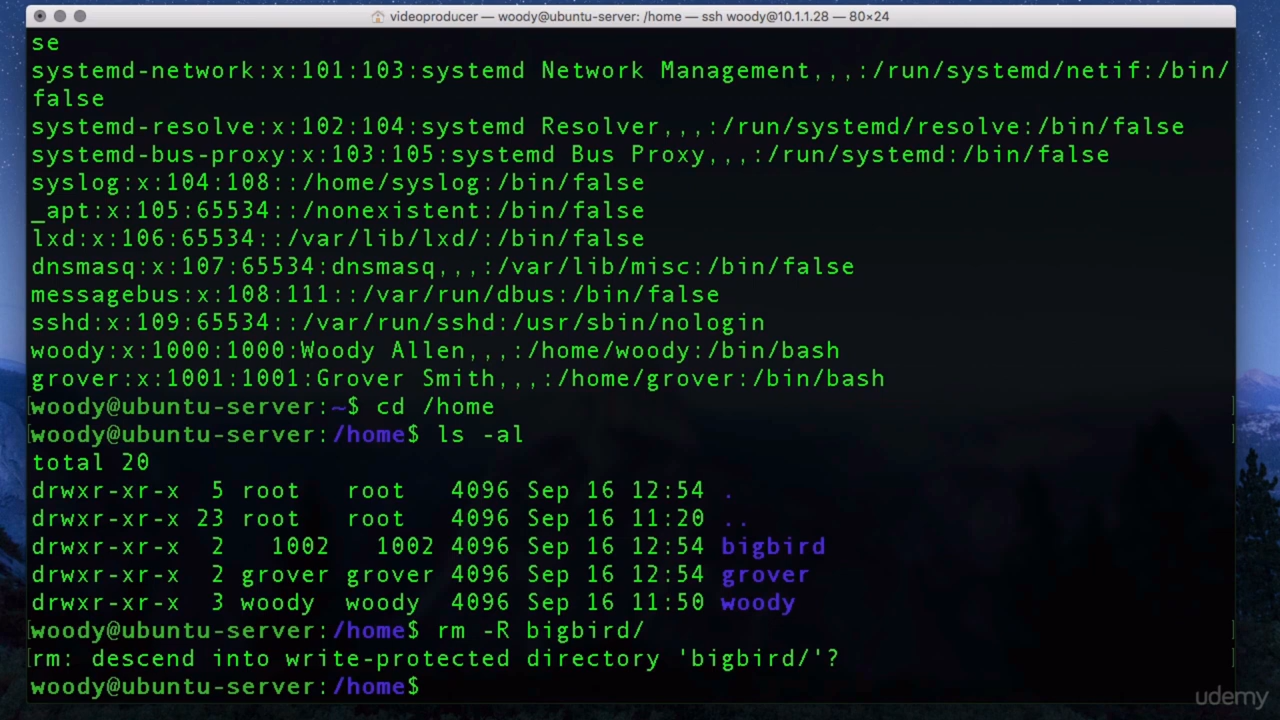 videoproducer — woody@ubuntu-server: /home — ssh woody@10.1.1.28 — 80×24
se
systemd-network:x:101:103:systemd Network Management,,,:/run/systemd/netif:/bin/
false
systemd-resolve:x:102:104:systemd Resolver,,,:/run/systemd/resolve:/bin/false
systemd-bus-proxy:x:103:105:systemd Bus Proxy,,,:/run/systemd:/bin/false
syslog:x:104:108::/home/syslog:/bin/false
_apt:x:105:65534::/nonexistent:/bin/false
lxd:x:106:65534::/var/lib/lxd/:/bin/false
dnsmasq:x:107:65534:dnsmasq,,,:/var/lib/misc:/bin/false
messagebus:x:108:111::/var/run/dbus:/bin/false
sshd:x:109:65534::/var/run/sshd:/usr/sbin/nologin
woody:x:1000:1000:Woody Allen,,,:/home/woody:/bin/bash
grover:x:1001:1001:Grover Smith,,,:/home/grover:/bin/bash
[woody@ubuntu-server:~$ cd /home ]
[woody@ubuntu-server:/home$ ls -al ]
total 20
drwxr-xr-x  5 root   root   4096 Sep 16 12:54 .
drwxr-xr-x 23 root   root   4096 Sep 16 11:20 ..
drwxr-xr-x  2   1002   1002 4096 Sep 16 12:54 bigbird
drwxr-xr-x  2 grover grover 4096 Sep 16 12:54 grover
drwxr-xr-x  3 woody  woody  4096 Sep 16 11:50 woody
[woody@ubuntu-server:/home$ rm -R bigbird/ ]
[rm: descend into write-protected directory 'bigbird/'? ]
woody@ubuntu-server:/home$
udemy